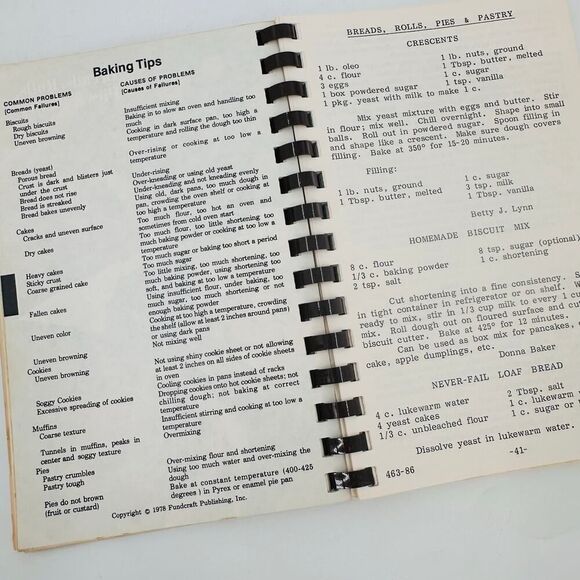 Baking Tips
COMMON PROBLEMS
(Common Failures)
CAUSES OF PROBLEMS
(Causes of Failures)
Biscuits
Rough biscuits
Dry biscuits
Uneven browning
Insufficient mixing
Baking in to slow an oven and handling too
much
Cooking in dark surface pan, too high a
temperature and rolling the dough too thin
Over-rising or cooking at too low a
temperature
Breads (yeast)
Porous bread
Crust is dark and blisters just
under the crust
Bread does not rise
Bread is streaked
Bread bakes unevenly
Under-rising
Over-kneading or using old yeast
Under-kneading and not kneading evenly
Using old, dark pans, too much dough in
pan, crowding the oven shelf or cooking at
too high a temperature
Cakes
Cracks and uneven surface
Dry cakes
Too much flour, too hot an oven and
sometimes from cold oven start
Too much flour, too little shortening, too
much baking powder or cooking at too low a
temperature
Heavy cakes
Sticky crust
Coarse grained cake
Too much sugar or baking too short a period
Too much sugar
Too little mixing, too much shortening, too
much baking powder, using shortening too
soft, and baking at too low a temperature
Fallen cakes
Using insufficient flour, under baking, too
much sugar, too much shortening or not
enough baking powder
Uneven color
Cooking at too high a temperature, crowding
the shelf (allow at least 2 inches around pans)
or using dark pans
Not mixing well
Uneven browning
Cookies
Uneven browning
Not using shiny cookie sheet or not allowing
at least 2 inches on all sides of cookie sheets
in oven
Soggy Cookies
Excessive spreading of cookies
Cooling cookies in pans instead of racks
Dropping cookies onto hot cookie sheets; not
chilling dough; not baking at correct
temperature
Muffins
Coarse texture
Tunnels in muffins, peaks in
center and soggy texture
Insufficient stirring and cooking at too low a
temperature
Overmixing
Pies
Pastry crumbles
Pastry tough
Over-mixing flour and shortening
Using too much water and over-mixing the
dough
Pies do not brown
(fruit or custard)
Bake at constant temperature (400-425
degrees) in Pyrex or enamel pie pan
Copyright © 1978 Fundcraft Publishing, Inc.
BREADS, ROLLS, PIES & PASTRY
CRESCENTS
1 lb. oleo
4 c. flour
3 eggs
1 box powdered sugar
1 pkg. yeast with milk to make 1 c.
1 lb. nuts, ground
1 Tbsp. butter, melted
1 c. sugar
1 tsp. vanilla
Mix yeast mixture with eggs and butter. Stir
in flour; mix well. Chill overnight. Shape into small
balls. Roll out in powdered sugar. Spoon filling in
and shape like a crescent. Make sure dough covers
filling. Bake at 350° for 15-20 minutes.
Filling:
1 lb. nuts, ground
1 Tbsp. butter, melted
1 c. sugar
3 tsp. milk
1 Tbsp. vanilla
Betty J. Lynn
HOMEMADE BISCUIT MIX
8 c. flour
1/3 c. baking powder
2 tsp. salt
8 tsp. sugar (optional)
1 c. shortening
Cut shortening into a fine consistency.
in tight container in refrigerator or on shelf.
ready to mix, stir in 1/3 cup milk to every 1
mix. Roll dough out on floured surface and cut
biscuit cutter. Bake at 425° for 12 minutes.
Can be used as box mix for pancakes,
cake, apple dumplings, etc.
Donna Baker
NEVER-FAIL LOAF BREAD
4 c. lukewarm water
4 yeast cakes
1/3 c. unbleached flour
2 Tbsp. salt
1 c. lukewarm
1 c. sugar or
Dissolve yeast in lukewarm water.
463-86
-41-